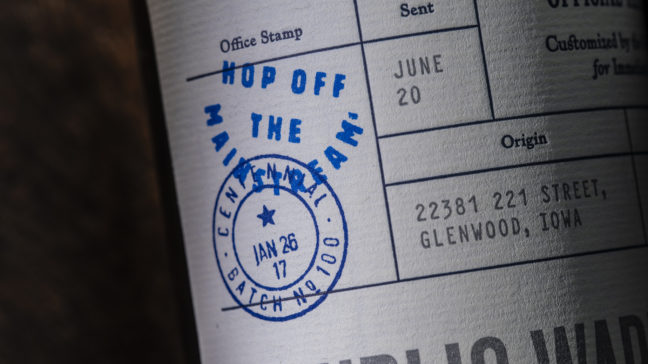 Office Stamp
Sent
Customized by
HOP OFF
THE
MAINSTREAM
JUNE
20
Origin
22381 221 STREET,
GLENWOOD, IOWA
CENTENNIAL
JAN 26
17
BATCH No 100